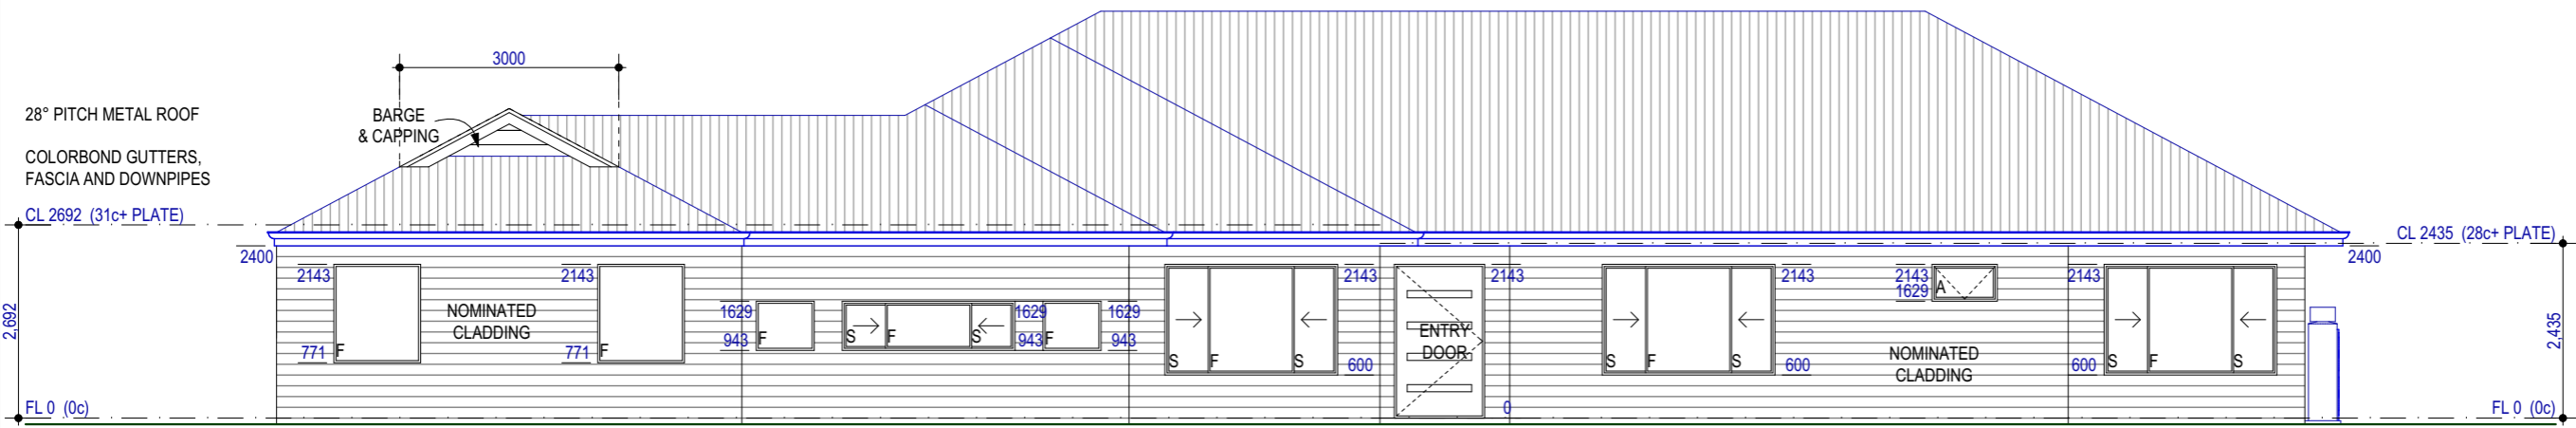 3000
28° PITCH METAL ROOF
BARGE
& CAPPING
COLORBOND GUTTERS,
FASCIA AND DOWNPIPES
CL 2692 (31c+ PLATE)
CL 2435 (28c+ PLATE)
2400
2400
2143
2143
2143
2143
2143
2143
2143
1629
2,692
NOMINATED
CLADDING
1629
1629
1629
943
943
943
771
F
771
F
F
S
F
S
F
S
F
S
600
ENTRY
DOOR
S
F
S
600
A
NOMINATED
CLADDING
600
S
F
S
2,435
FL 0 (0c)
0
FL 0 (0c)